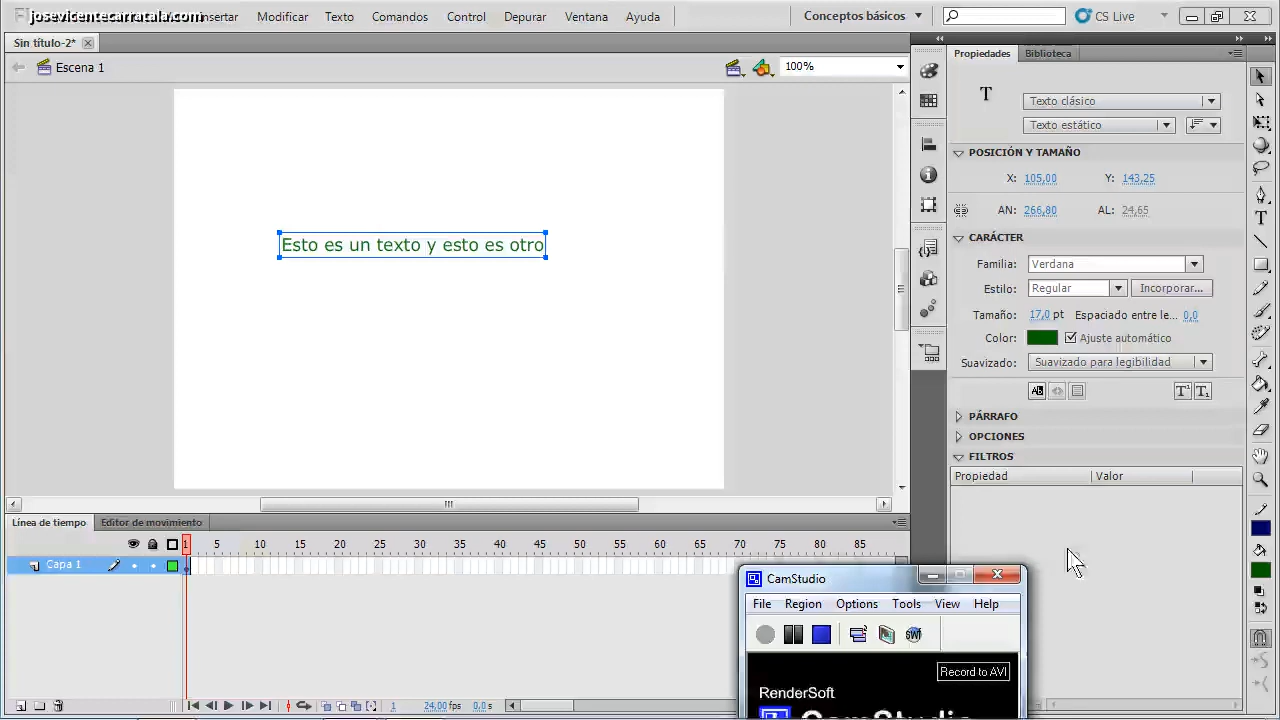 josevicentecarratala.com
Insertar Modificar Texto Comandos Control Depurar Ventana Ayuda Conceptos básicos CS Live
Sin título-2*
Escena 1 100%
Propiedades Biblioteca
T Texto clásico
Texto estático
POSICIÓN Y TAMAÑO
X: 105,00 Y: 143,25
AN: 266,80 AL: 24,65
CARÁCTER
Familia: Verdana
Estilo: Regular Incorporar...
Tamaño: 17,0 pt Espaciado entre le... 0,0
Color: Ajuste automático
Suavizado: Suavizado para legibilidad
PÁRRAFO
OPCIONES
FILTROS
Propiedad Valor
Esto es un texto y esto es otro
Línea de tiempo Editor de movimiento
1 5 10 15 20 25 30 35 40 45 50 55 60 65 70 75 80 85
Capa 1
1 24,00 fps 0,0 s
CamStudio
File Region Options Tools View Help
Record to AVI
RenderSoft
CamStudio